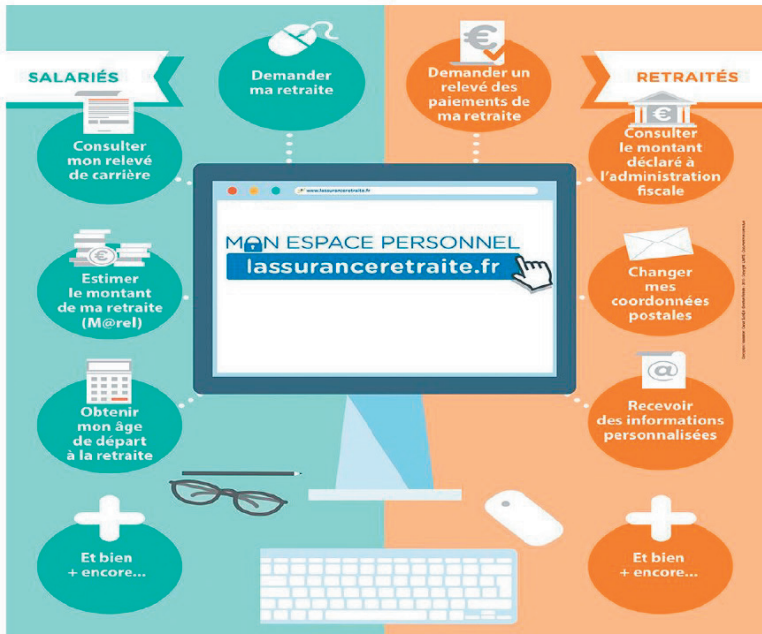 SALARIÉS
Demander
ma retraite
Consulter
mon relevé
de carrière
Estimer
le montant
de ma retraite
(M@rel)
Obtenir
mon âge
de départ
à la retraite
Et bien
+ encore...
www.lassuranceretraite.fr
MON ESPACE PERSONNEL
lassuranceretraite.fr
RETRAITÉS
Demander un
relevé des
paiements de
ma retraite
Consulter
le montant
déclaré à
l'administration
fiscale
Changer
mes
coordonnées
postales
@
Recevoir
des informations
personnalisées
Et bien
+ encore...